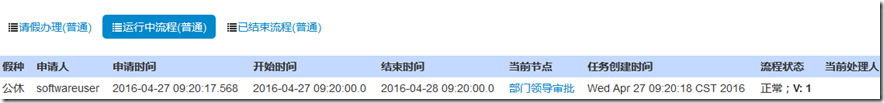 请假办理(普通) 运行中流程(普通) 已结束流程(普通)
假种 申请人 申请时间 开始时间 结束时间 当前节点 任务创建时间 流程状态 当前处理人
公休 softwareuser 2016-04-27 09:20:17.568 2016-04-27 09:20:00.0 2016-04-28 09:20:00.0 部门领导审批 Wed Apr 27 09:20:18 CST 2016 正常；V: 1